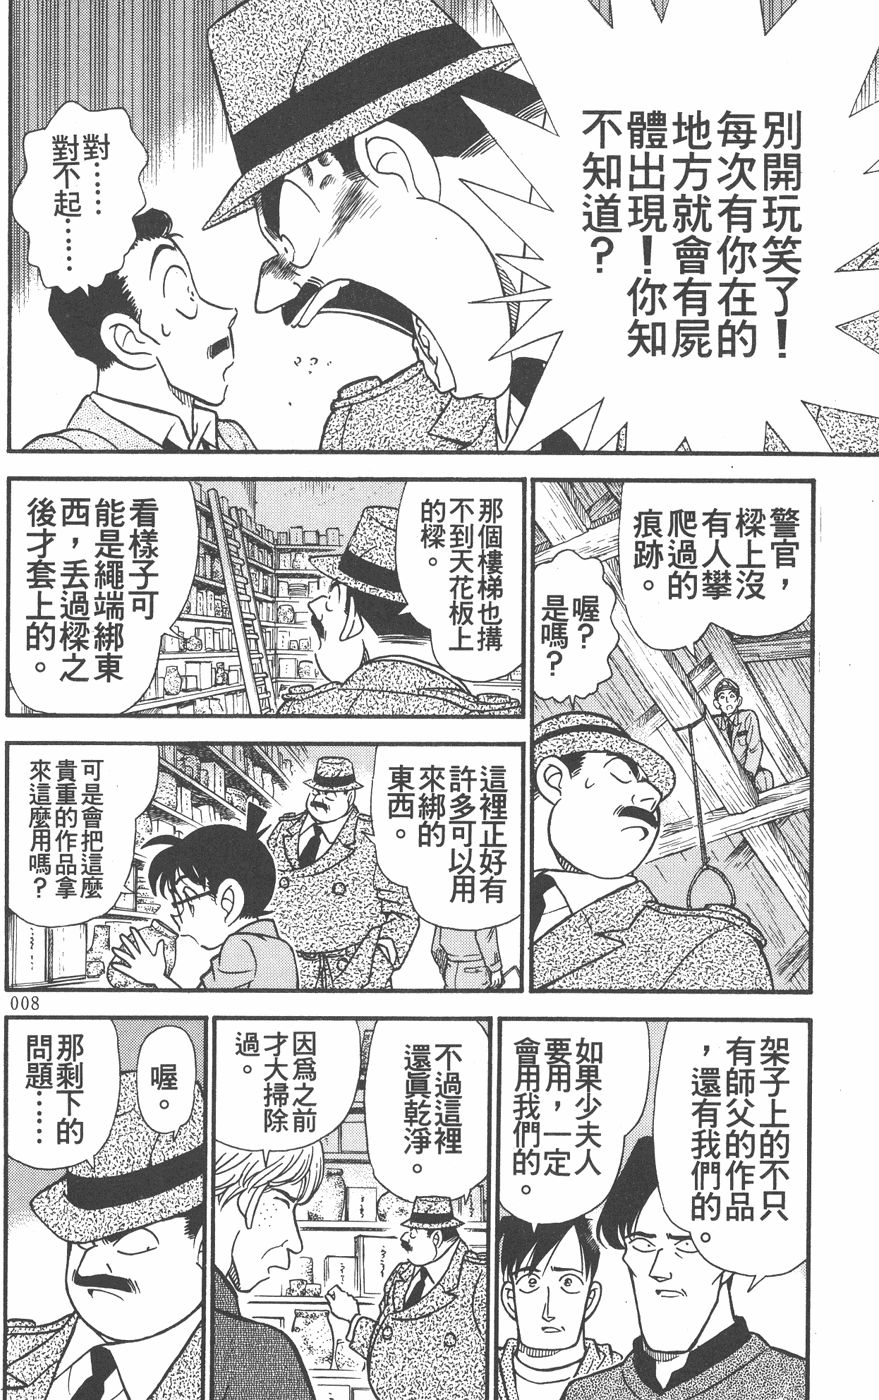 別開玩笑了！
每次有你在的
地方就會有屍
體出現！你知
不知道？
對……
對不起……
警官，
樑上沒
有人攀
爬過的
痕跡。
喔？
是嗎？
那個樓梯也搆
不到天花板上
的樑。
看樣子可
能是繩端綁東
西，丟過樑之
後才套上的。
這裡正好有
許多可以用
來綁的
東西。
可是會把這麼
貴重的作品拿
來這麼用嗎？
008
架子上的不只
有師父的作品
，還有我們的。
如果少夫人
要用，一定
會用我們的。
不過這裡
還真乾淨。
因為之前
才大掃除
過。
喔。
那剩下的
問題……